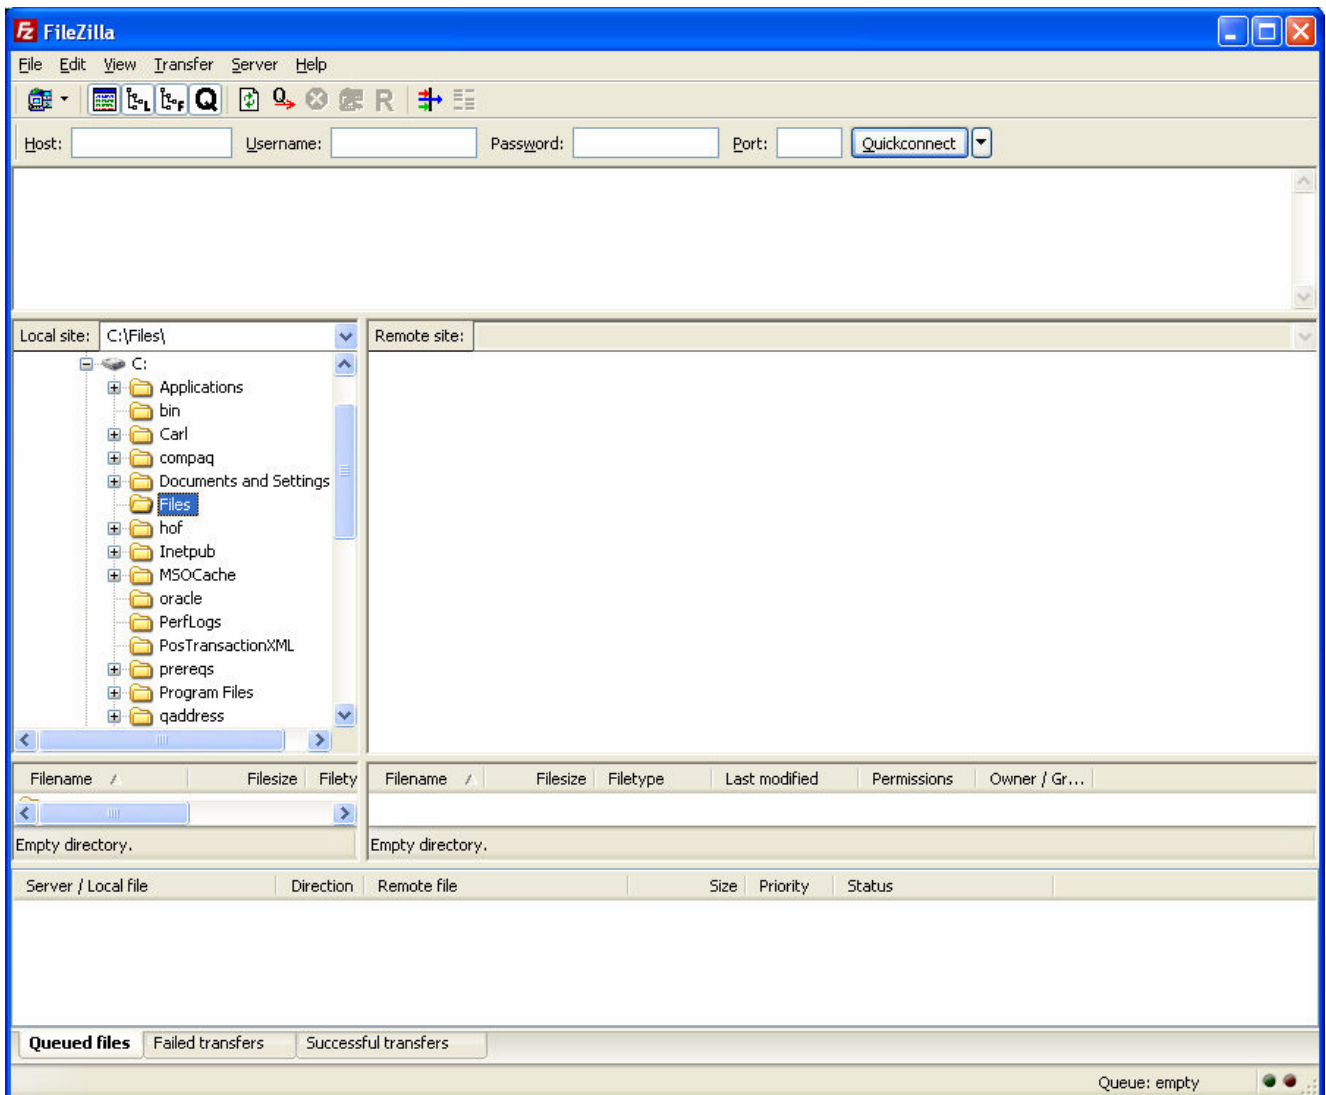 FileZilla
File Edit View Transfer Server Help
Host: Username: Password: Port: Quickconnect
Local site: C:\Files\ Remote site:
C:
Applications
bin
Carl
compaq
Documents and Settings
Files
hof
Inetpub
MSOCache
oracle
PerfLogs
PosTransactionXML
prereqs
Program Files
qaddress
Filename Filesize Filety Filename Filesize Filetype Last modified Permissions Owner / Gr...
Empty directory. Empty directory.
Server / Local file Direction Remote file Size Priority Status
Queued files Failed transfers Successful transfers
Queue: empty